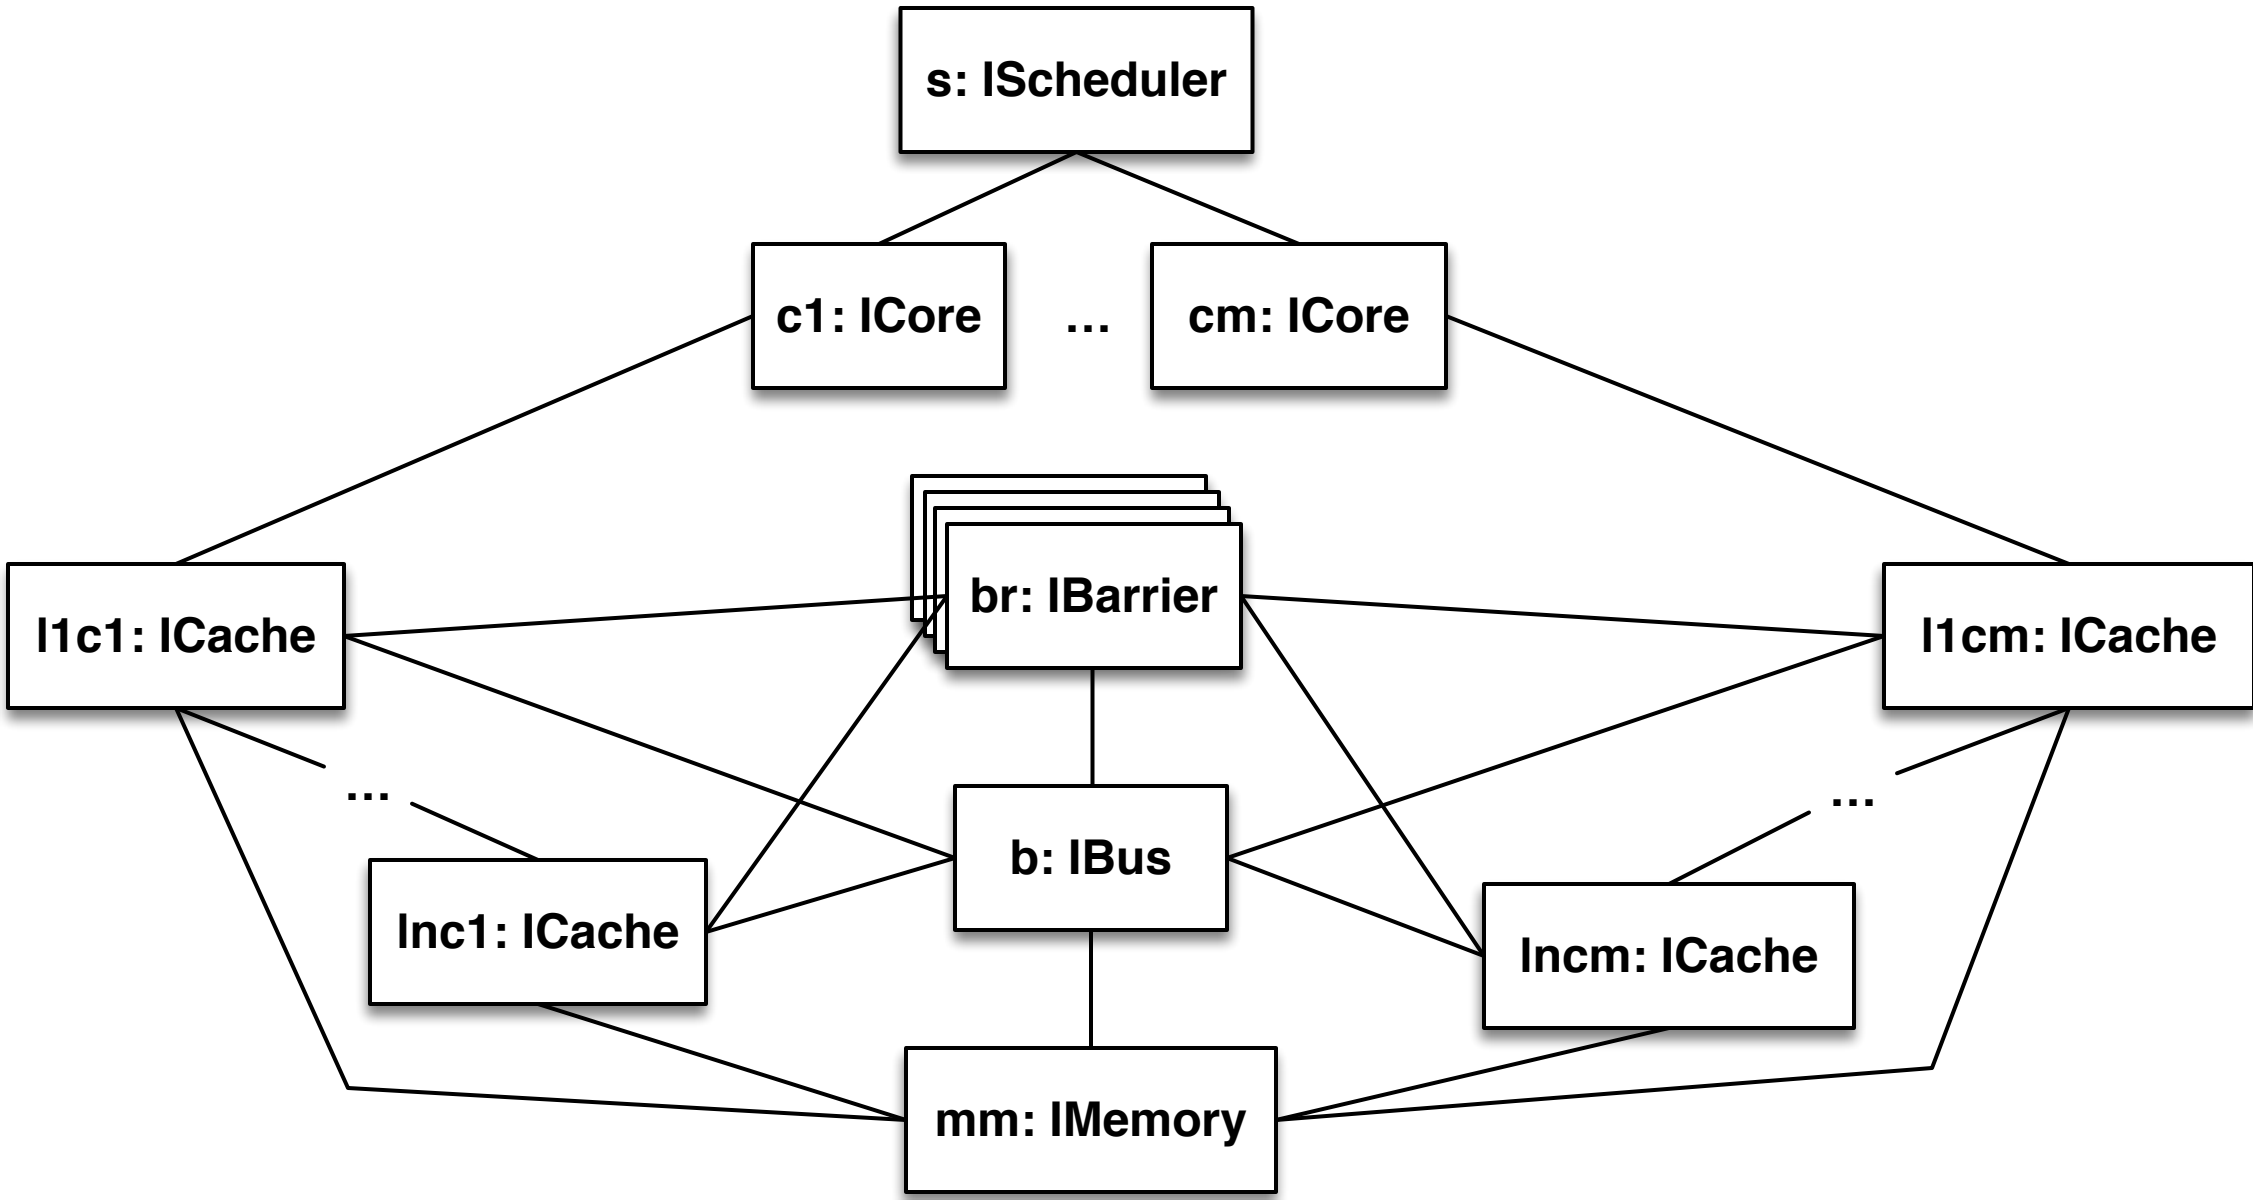 s: IScheduler
c1: ICore
...
cm: ICore
br: IBarrier
l1c1: ICache
l1cm: ICache
...
...
b: IBus
lnc1: ICache
lncm: ICache
mm: IMemory